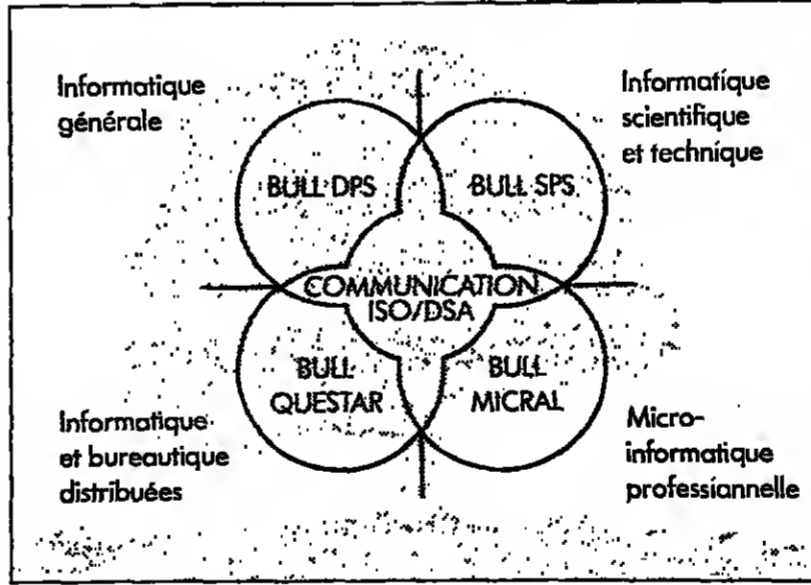 Informatique
générale
Informatique
scientifique
et technique
BULL DPS
BULL SPS
COMMUNICATION
ISO/DSA
BULL
QUESTAR
BULL
MICRAL
Informatique
et bureautique
distribuées
Micro-
informatique
professionnelle